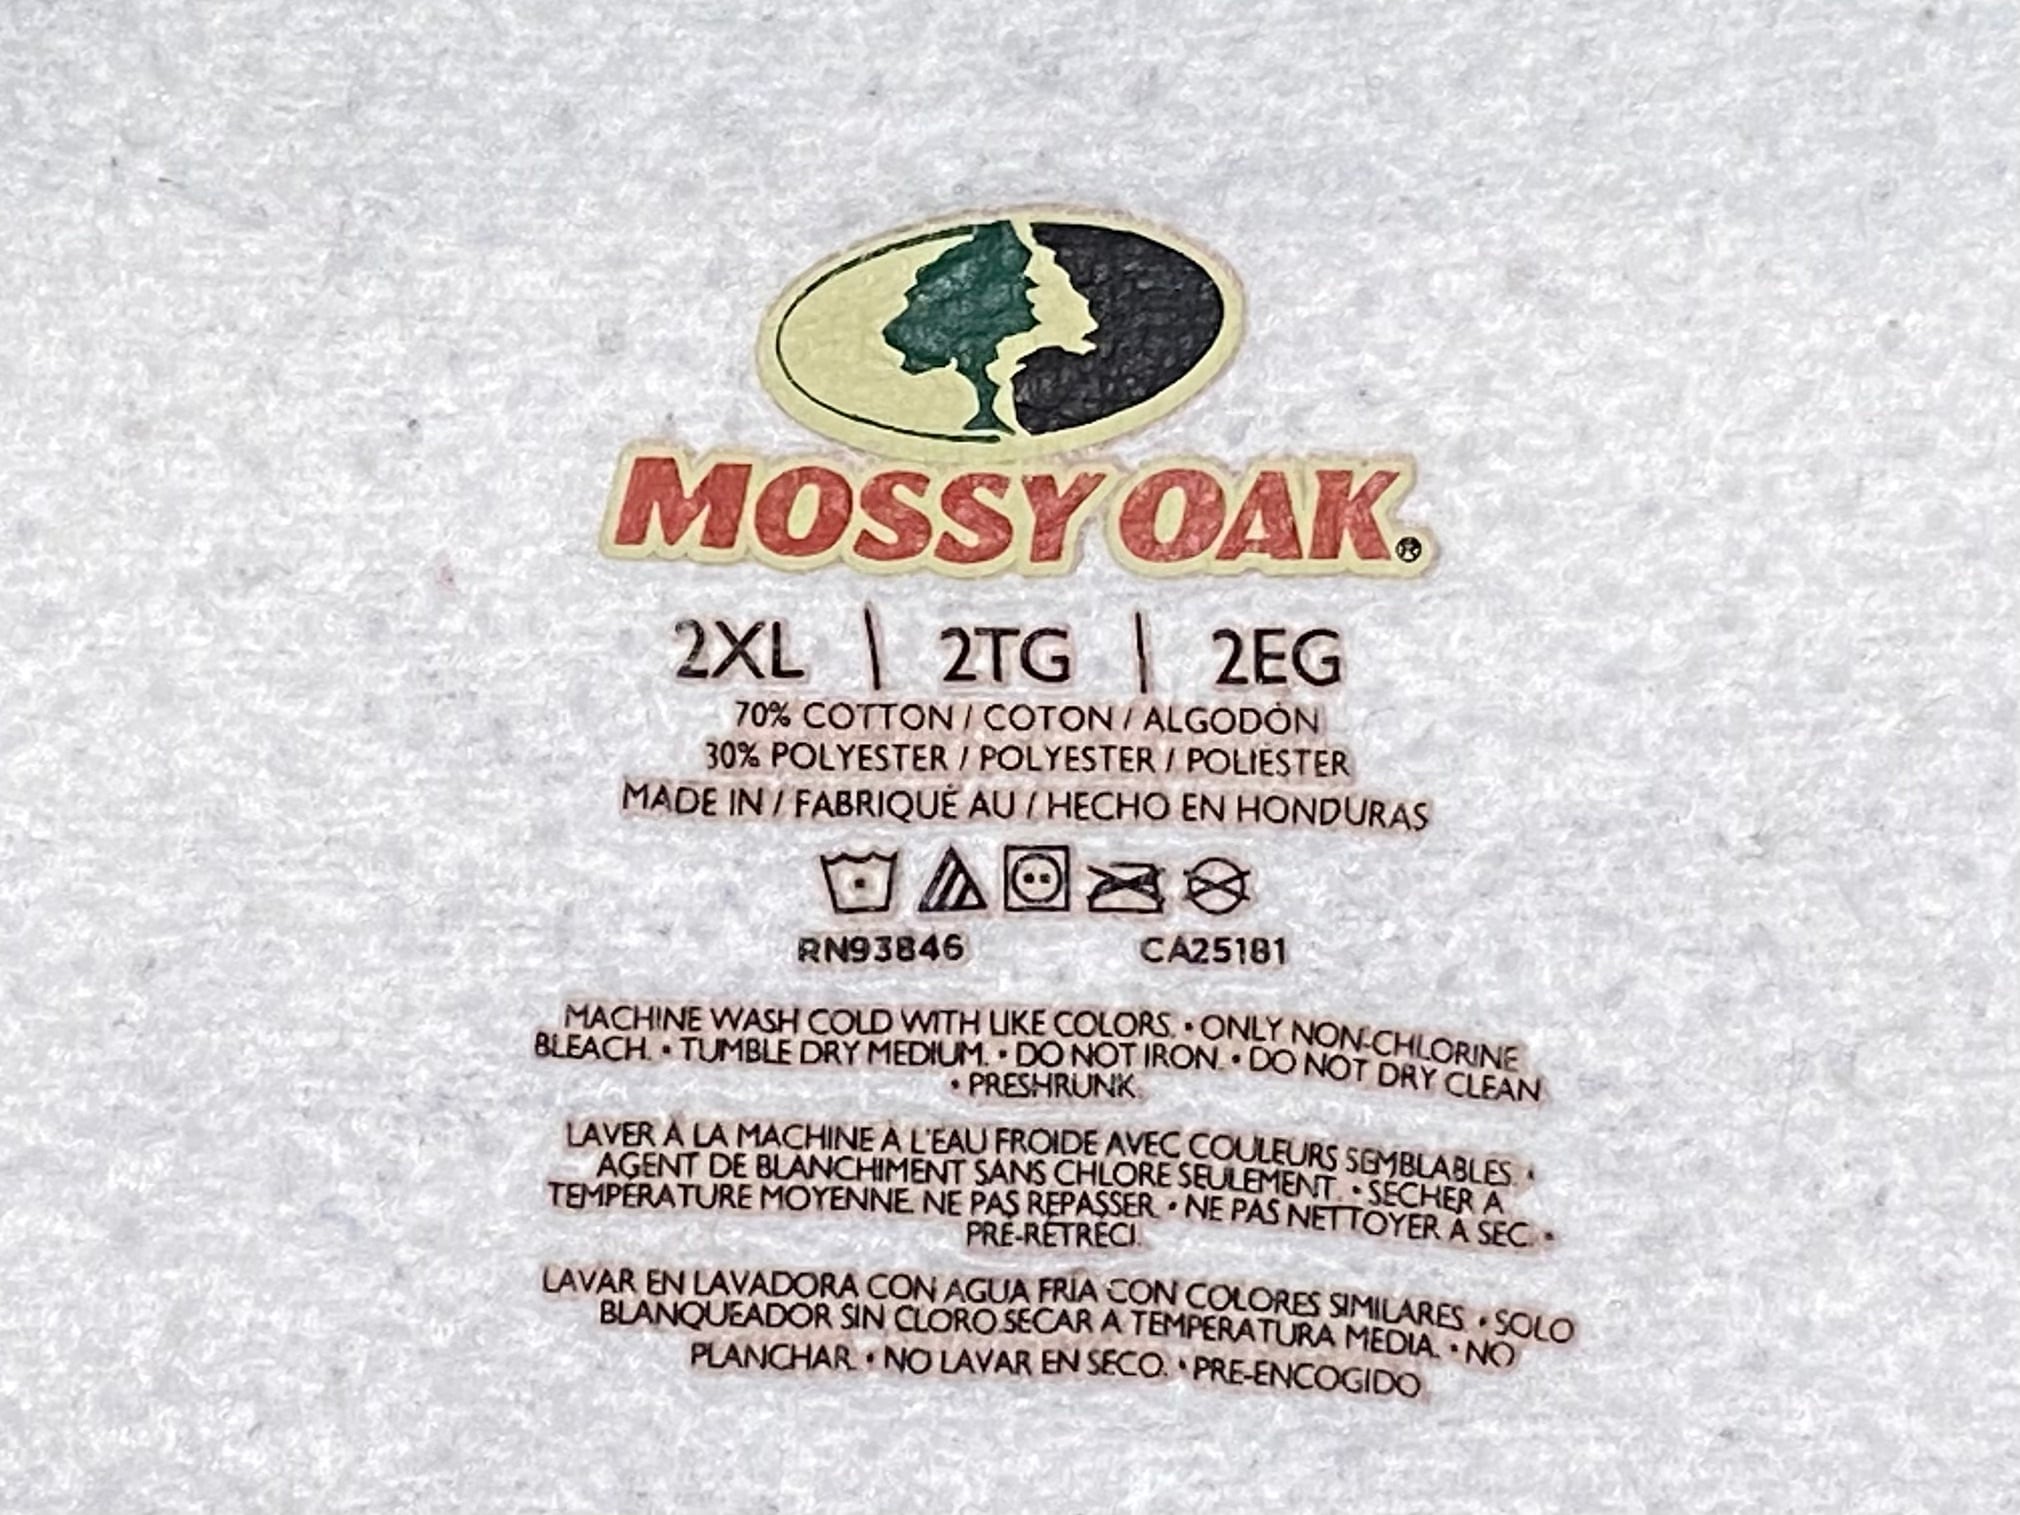 MOSSY OAK®
2XL | 2TG | 2EG
70% COTTON / COTON / ALGODÓN
30% POLYESTER / POLYESTER / POLIÉSTER
MADE IN / FABRIQUÉ AU / HECHO EN HONDURAS
RN93846 CA25181
MACHINE WASH COLD WITH LIKE COLORS. • ONLY NON-CHLORINE
BLEACH. • TUMBLE DRY MEDIUM. • DO NOT IRON. • DO NOT DRY CLEAN
• PRESHRUNK.
LAVER À LA MACHINE À L'EAU FROIDE AVEC COULEURS SEMBLABLES. •
AGENT DE BLANCHIMENT SANS CHLORE SEULEMENT. • SÉCHER À
TEMPÉRATURE MOYENNE. NE PAS REPASSER. • NE PAS NETTOYER À SEC. •
PRÉ-RÉTRÉCI.
LAVAR EN LAVADORA CON AGUA FRÍA CON COLORES SIMILARES. • SOLO
BLANQUEADOR SIN CLORO.SECAR A TEMPERATURA MEDIA. • NO
PLANCHAR. • NO LAVAR EN SECO. • PRE-ENCOGIDO